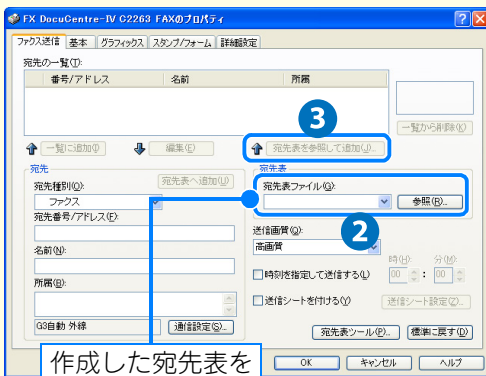 FX DocuCentre-IV C2263 FAXのプロパティ
ファクス送信 基本 グラフィックス スタンプ/フォーム 詳細設定
宛先の一覧(T):
番号/アドレス 名前 所属
一覧から削除(K)
3
一覧に追加(I) 編集(E) 宛先表を参照して追加(J)...
宛先 宛先表
宛先種別(O): 宛先表へ追加(U) 宛先表ファイル(G):
ファクス 参照(B)...
宛先番号/アドレス(F):
送信画質(Q): 2
高画質
名前(N):
時(H): 分(M):
時刻を指定して送信する(L) 00 : 00
所属(B):
送信シートを付ける(Y) 送信シート設定(Z)...
G3自動 外線 通信設定(S)... 宛先表ツール(P)... 標準に戻す(D)
作成した宛先表を OK キャンセル ヘルプ